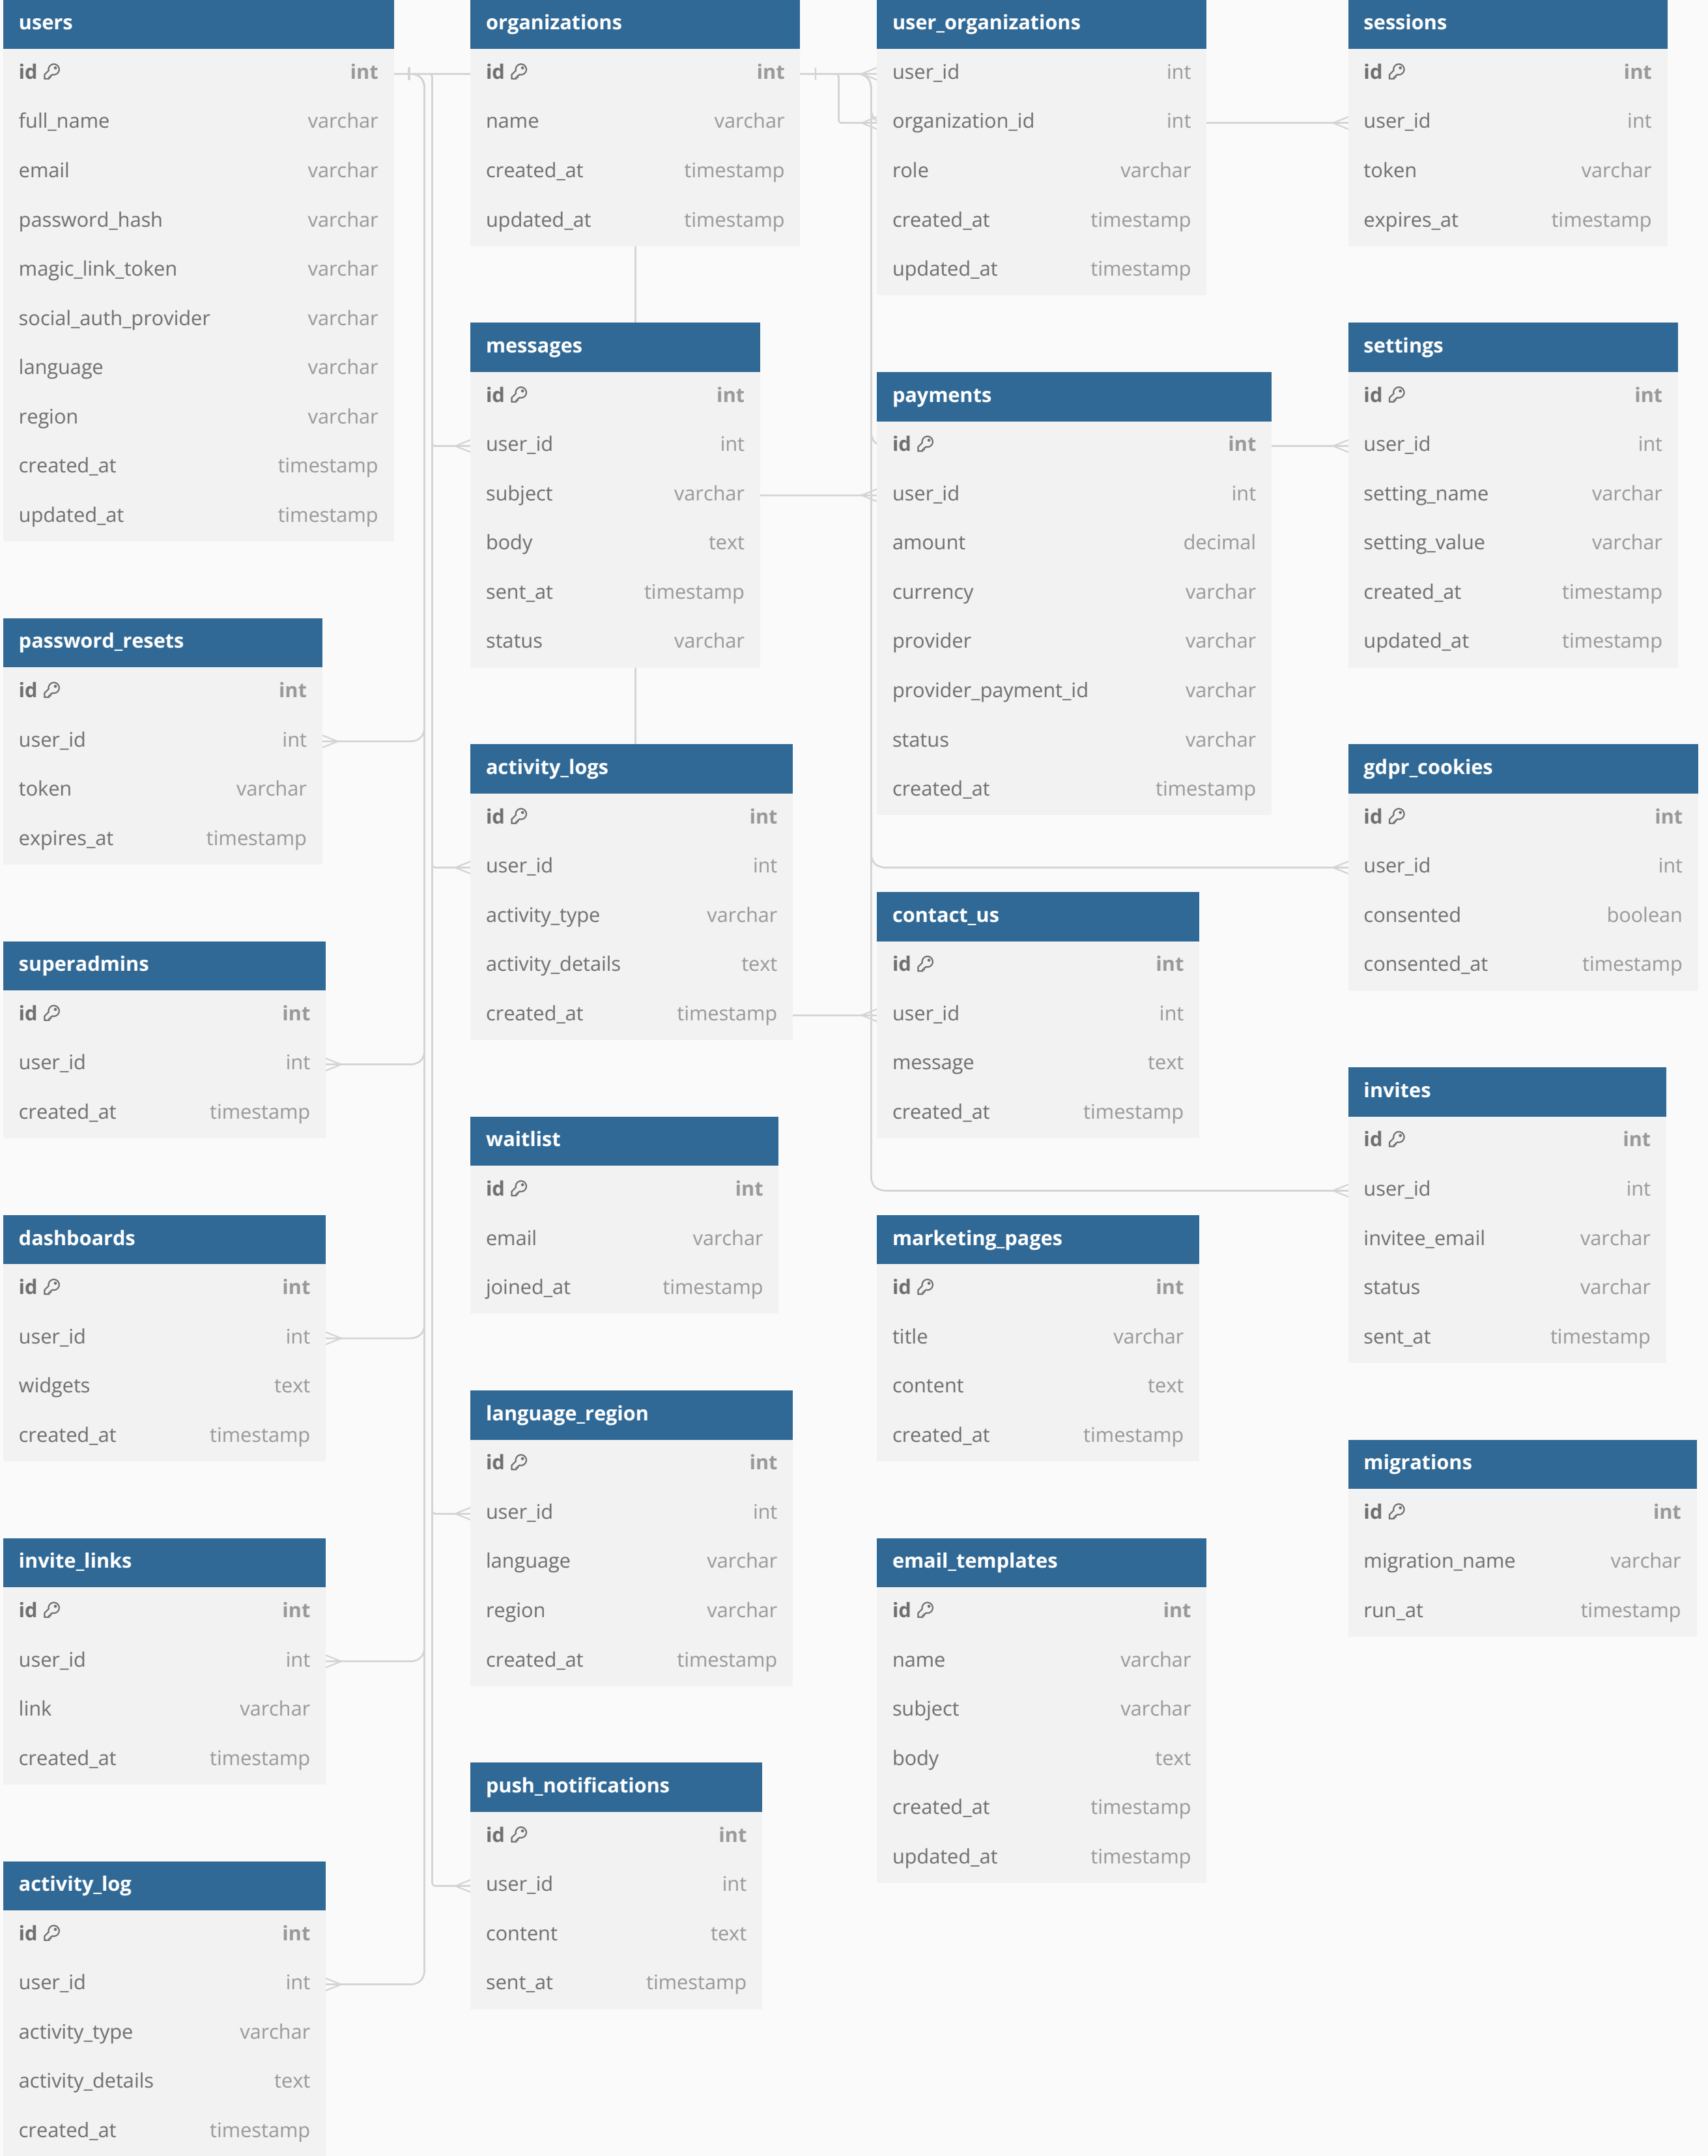 users
id int
full_name varchar
email varchar
password_hash varchar
magic_link_token varchar
social_auth_provider varchar
language varchar
region varchar
created_at timestamp
updated_at timestamp
password_resets
id int
user_id int
token varchar
expires_at timestamp
superadmins
id int
user_id int
created_at timestamp
dashboards
id int
user_id int
widgets text
created_at timestamp
invite_links
id int
user_id int
link varchar
created_at timestamp
activity_log
id int
user_id int
activity_type varchar
activity_details text
created_at timestamp
organizations
id int
name varchar
created_at timestamp
updated_at timestamp
messages
id int
user_id int
subject varchar
body text
sent_at timestamp
status varchar
activity_logs
id int
user_id int
activity_type varchar
activity_details text
created_at timestamp
waitlist
id int
email varchar
joined_at timestamp
language_region
id int
user_id int
language varchar
region varchar
created_at timestamp
push_notifications
id int
user_id int
content text
sent_at timestamp
user_organizations
user_id int
organization_id int
role varchar
created_at timestamp
updated_at timestamp
payments
id int
user_id int
amount decimal
currency varchar
provider varchar
provider_payment_id varchar
status varchar
created_at timestamp
contact_us
id int
user_id int
message text
created_at timestamp
marketing_pages
id int
title varchar
content text
created_at timestamp
email_templates
id int
name varchar
subject varchar
body text
created_at timestamp
updated_at timestamp
sessions
id int
user_id int
token varchar
expires_at timestamp
settings
id int
user_id int
setting_name varchar
setting_value varchar
created_at timestamp
updated_at timestamp
gdpr_cookies
id int
user_id int
consented boolean
consented_at timestamp
invites
id int
user_id int
invitee_email varchar
status varchar
sent_at timestamp
migrations
id int
migration_name varchar
run_at timestamp